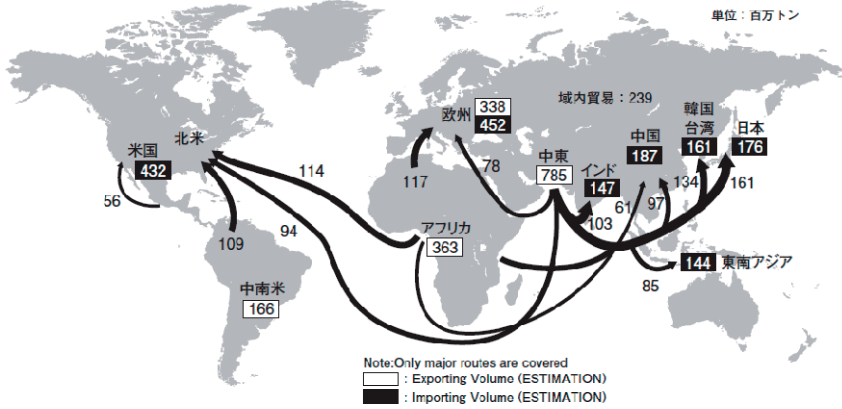 単位：百万トン
欧州
338
452
域内貿易：239
韓国
台湾
161
日本
176
中国
187
北米
米国
432
中東
785
インド
147
114
117
78
134
161
56
61
97
103
アフリカ
363
109
94
144
東南アジア
85
中南米
166
Note:Only major routes are covered
: Exporting Volume (ESTIMATION)
: Importing Volume (ESTIMATION)